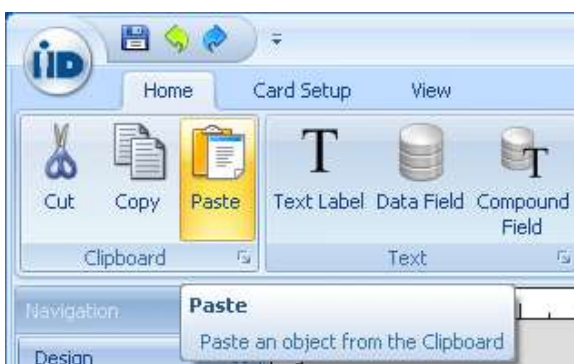 iID
Home Card Setup View
Cut Copy Paste Text Label Data Field Compound Field
Clipboard Text
Navigation
Paste
Paste an object from the Clipboard
Design